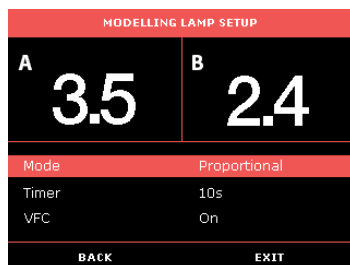 MODELLING LAMP SETUP
A 3.5 B 2.4
Mode Proportional
Timer 10s
VFC On
BACK EXIT